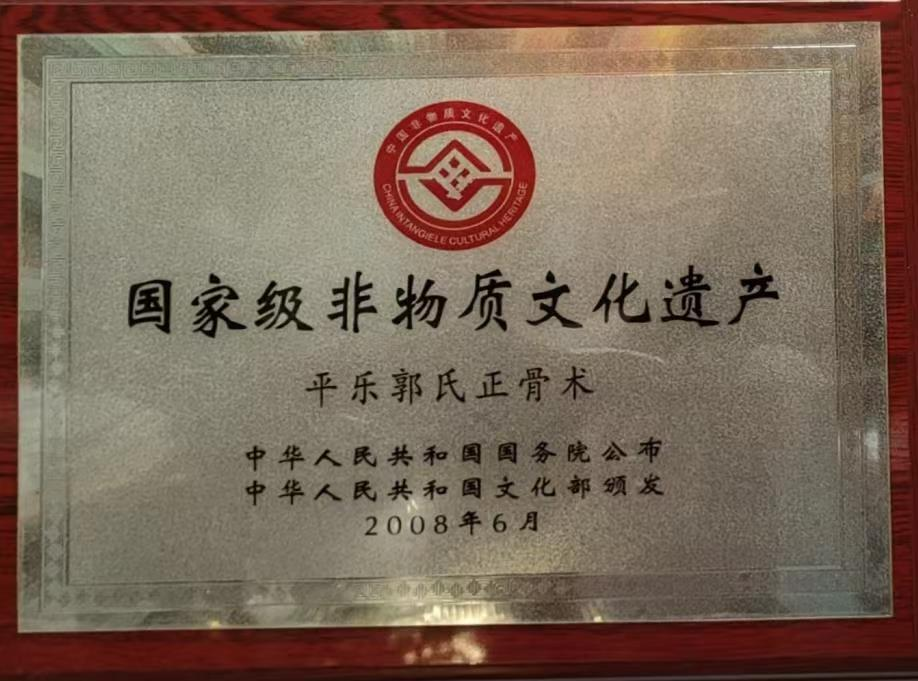 中国非物质文化遗产
CHINA INTANGIELE CULTURAL HERITAGE
国家级非物质文化遗产
平乐郭氏正骨术
中华人民共和国国务院公布
中华人民共和国文化部颁发
2008年6月